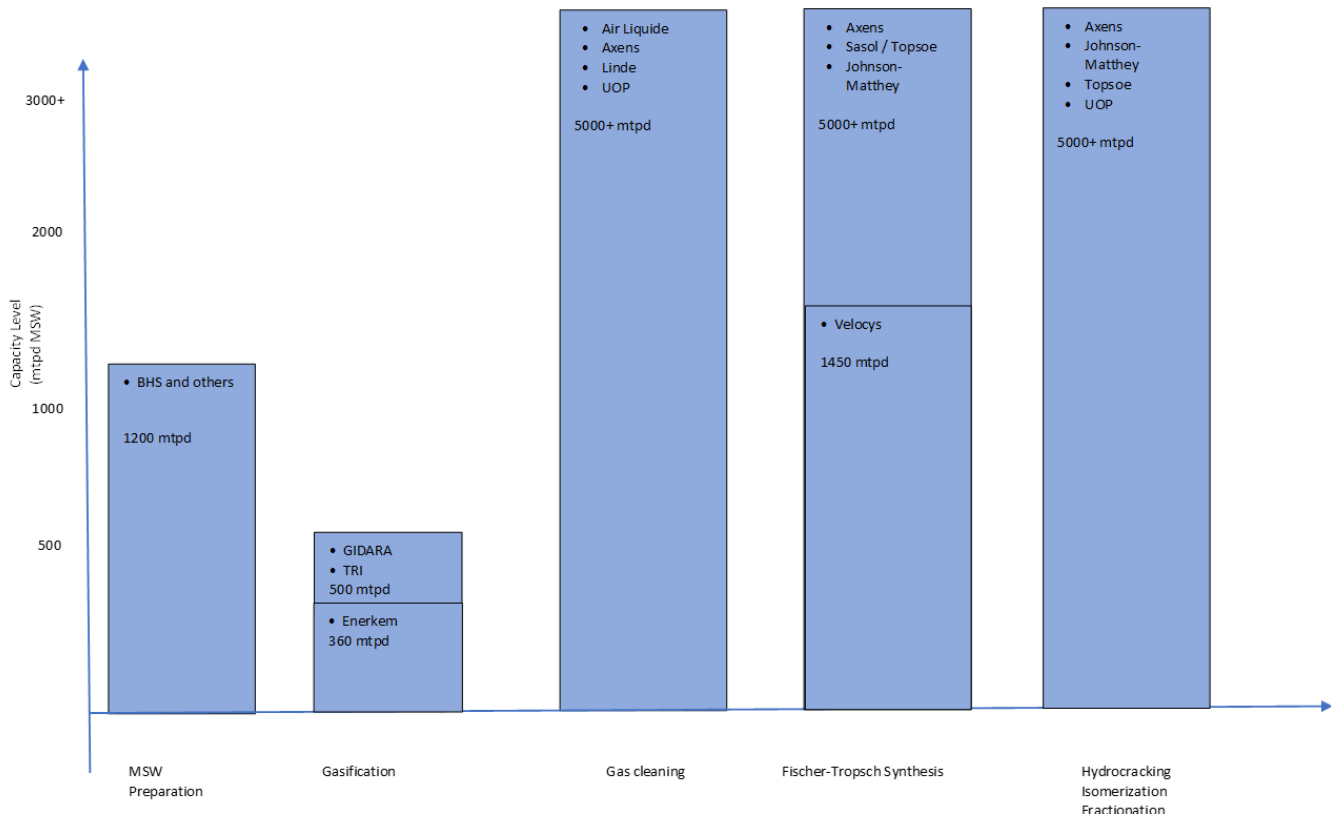 Capacity Level
(mtpd MSW)
3000+
2000
1000
500
• BHS and others
1200 mtpd
• GIDARA
• TRI
500 mtpd
• Enerkem
360 mtpd
• Air Liquide
• Axens
• Linde
• UOP
5000+ mtpd
• Axens
• Sasol / Topsoe
• Johnson-
Matthey
5000+ mtpd
• Velocys
1450 mtpd
• Axens
• Johnson-
Matthey
• Topsoe
• UOP
5000+ mtpd
MSW
Preparation
Gasification
Gas cleaning
Fischer-Tropsch Synthesis
Hydrocracking
Isomerization
Fractionation